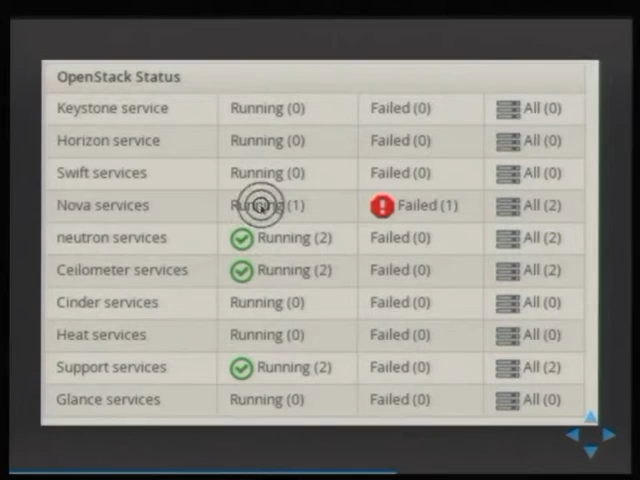 OpenStack Status
Keystone service Running (0) Failed (0) All (0)
Horizon service Running (0) Failed (0) All (0)
Swift services Running (0) Failed (0) All (0)
Nova services Running (1) Failed (1) All (2)
neutron services Running (2) Failed (0) All (2)
Ceilometer services Running (2) Failed (0) All (2)
Cinder services Running (0) Failed (0) All (0)
Heat services Running (0) Failed (0) All (0)
Support services Running (2) Failed (0) All (2)
Glance services Running (0) Failed (0) All (0)